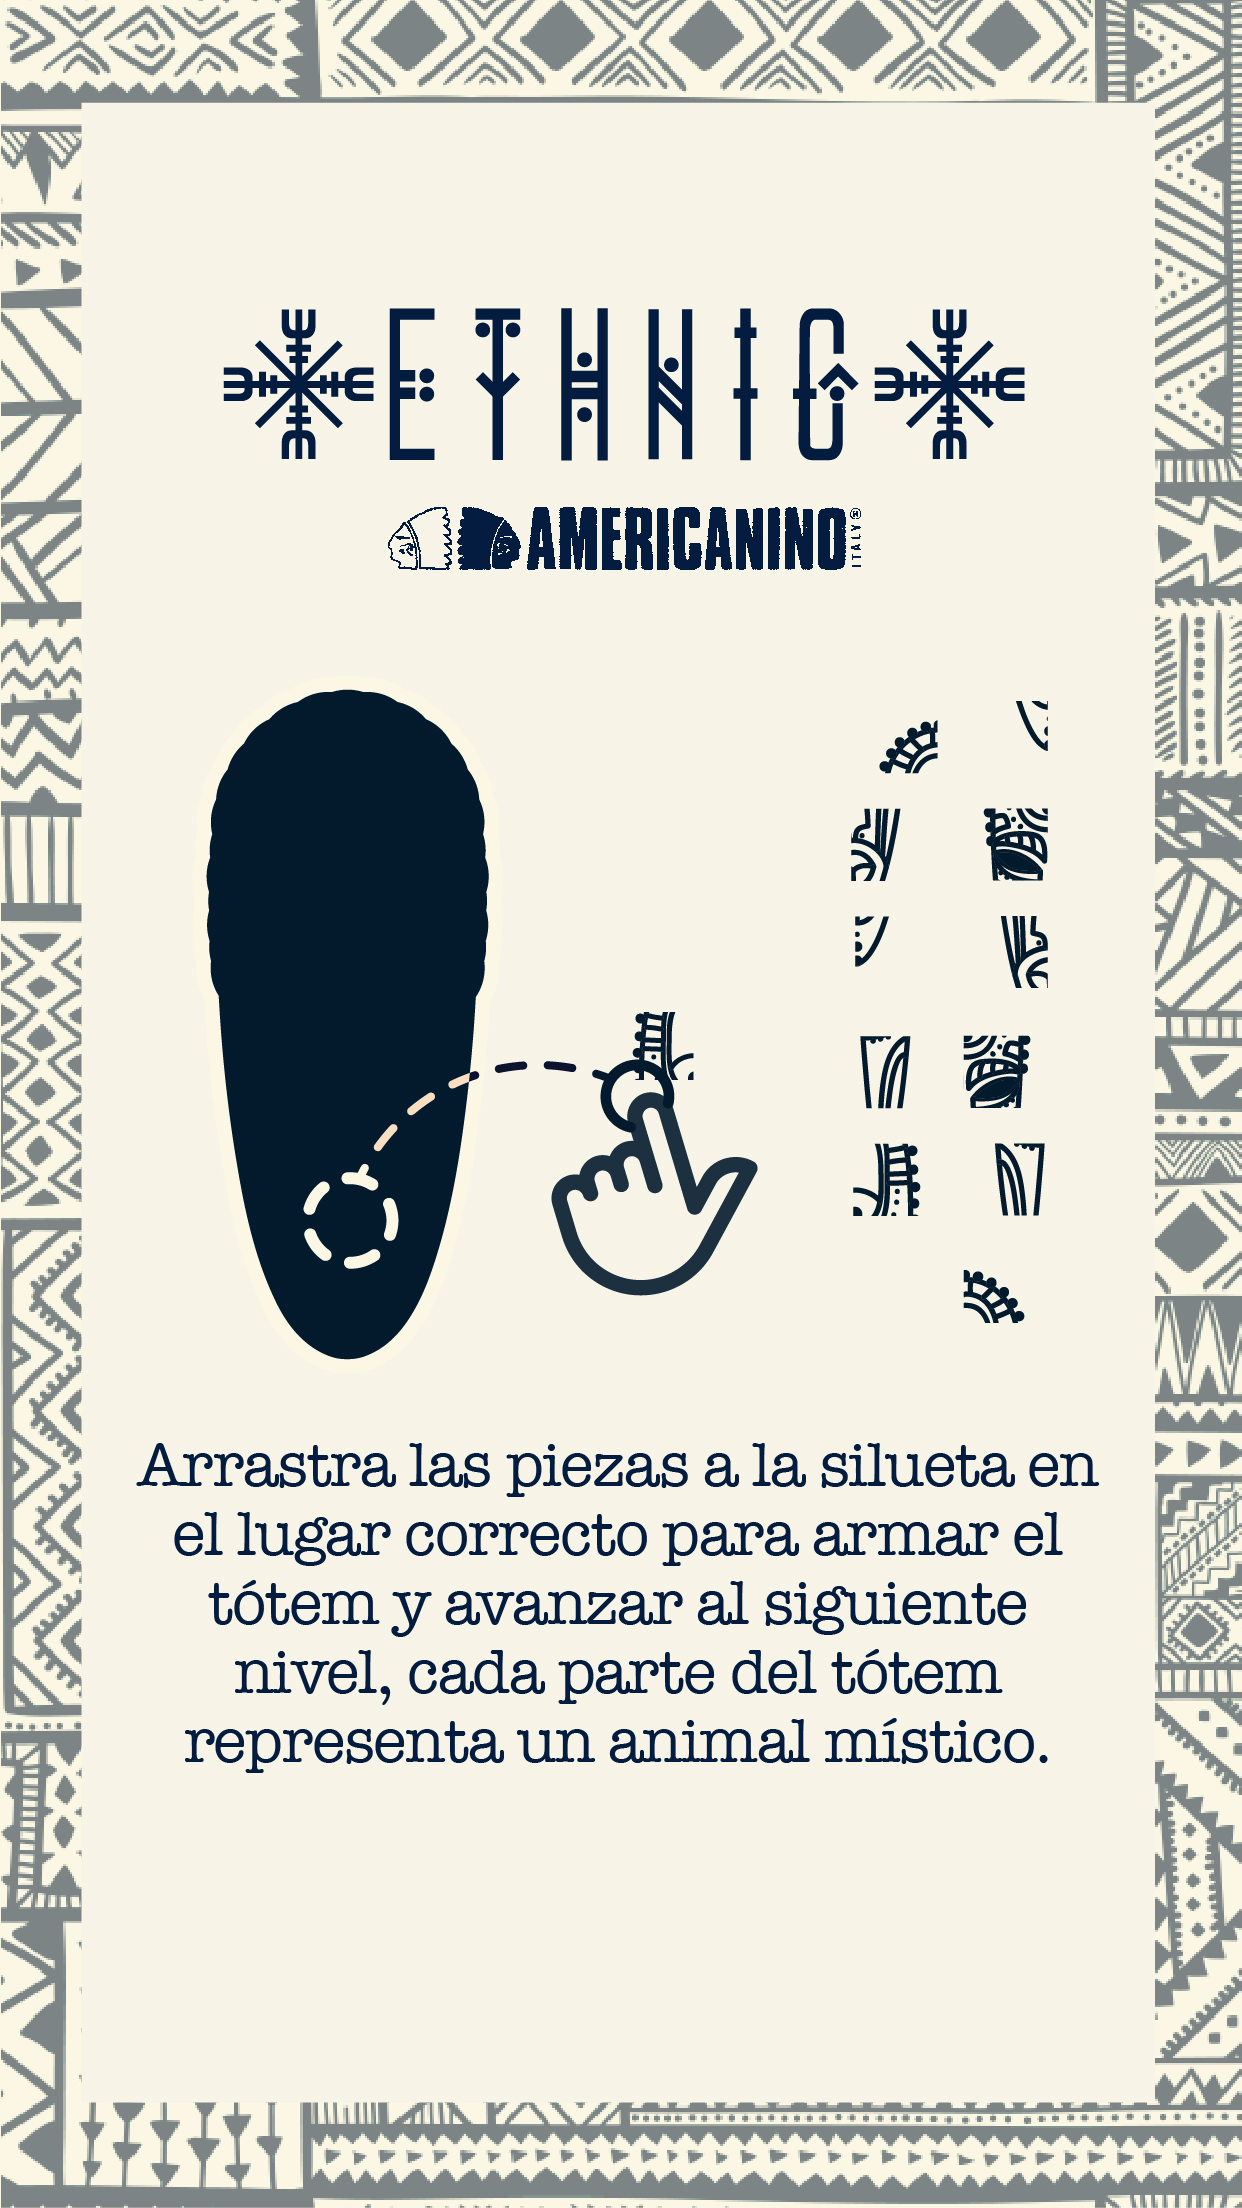 ETHNIC
AMERICANINO®
ITALY
Arrastra las piezas a la silueta en
el lugar correcto para armar el
tótem y avanzar al siguiente
nivel, cada parte del tótem
representa un animal místico.